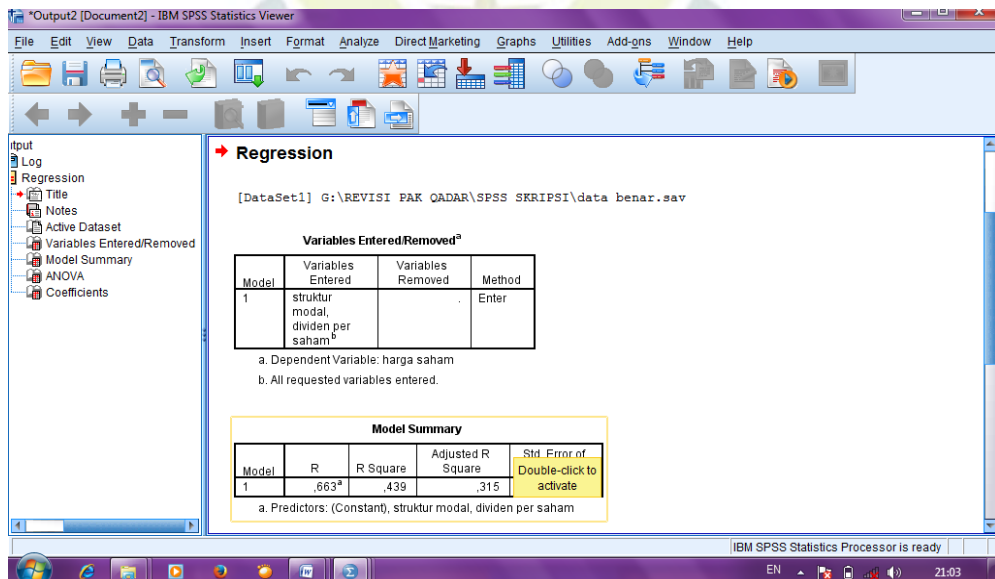 *Output2 [Document2] - IBM SPSS Statistics Viewer
File Edit View Data Transform Insert Format Analyze Direct Marketing Graphs Utilities Add-ons Window Help
tput
Log
Regression
Title
Notes
Active Dataset
Variables Entered/Removed
Model Summary
ANOVA
Coefficients
Regression
[DataSet1] G:\REVISI PAK QADAR\SPSS SKRIPSI\data benar.sav
Variables Entered/Removedᵃ
Model Variables Entered Variables Removed Method
1 struktur modal, dividen per sahamᵇ . Enter
a. Dependent Variable: harga saham
b. All requested variables entered.
Model Summary
Model R R Square Adjusted R Square Std. Error of
1 ,663ᵃ ,439 ,315
Double-click to
activate
a. Predictors: (Constant), struktur modal, dividen per saham
IBM SPSS Statistics Processor is ready
EN 21:03